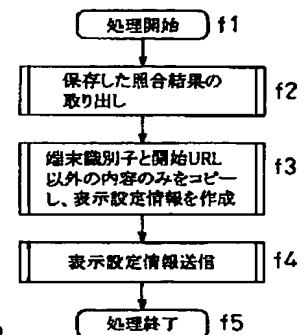 処理開始 f1
保存した照合結果の
取り出し
f2
端末識別子と開始URL
以外の内容のみをコピー
し、表示設定情報を作成
f3
表示設定情報送信 f4
処理終了 f5